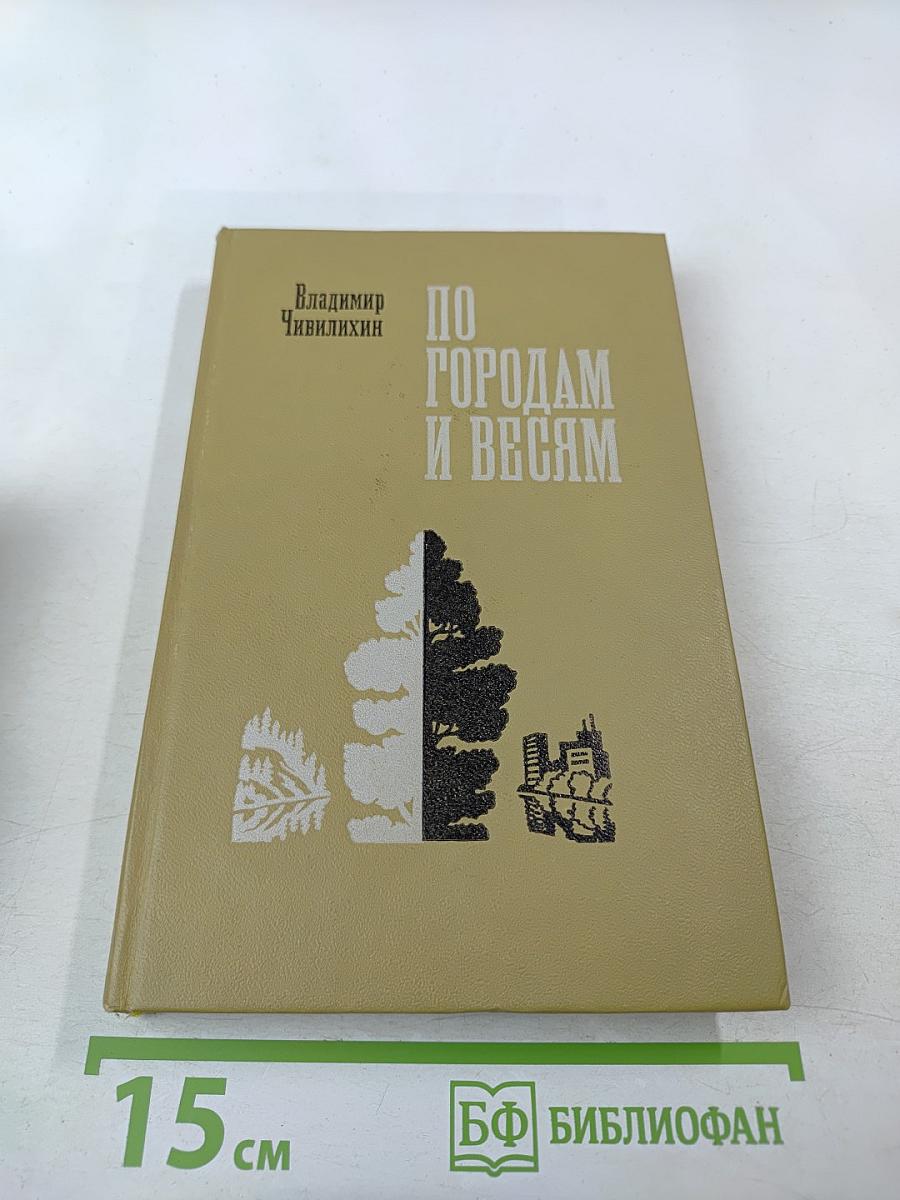 Владимир
Чивилихин
ПО
ГОРОДАМ
И ВЕСЯМ
15 см
БФ БИБЛИОФАН